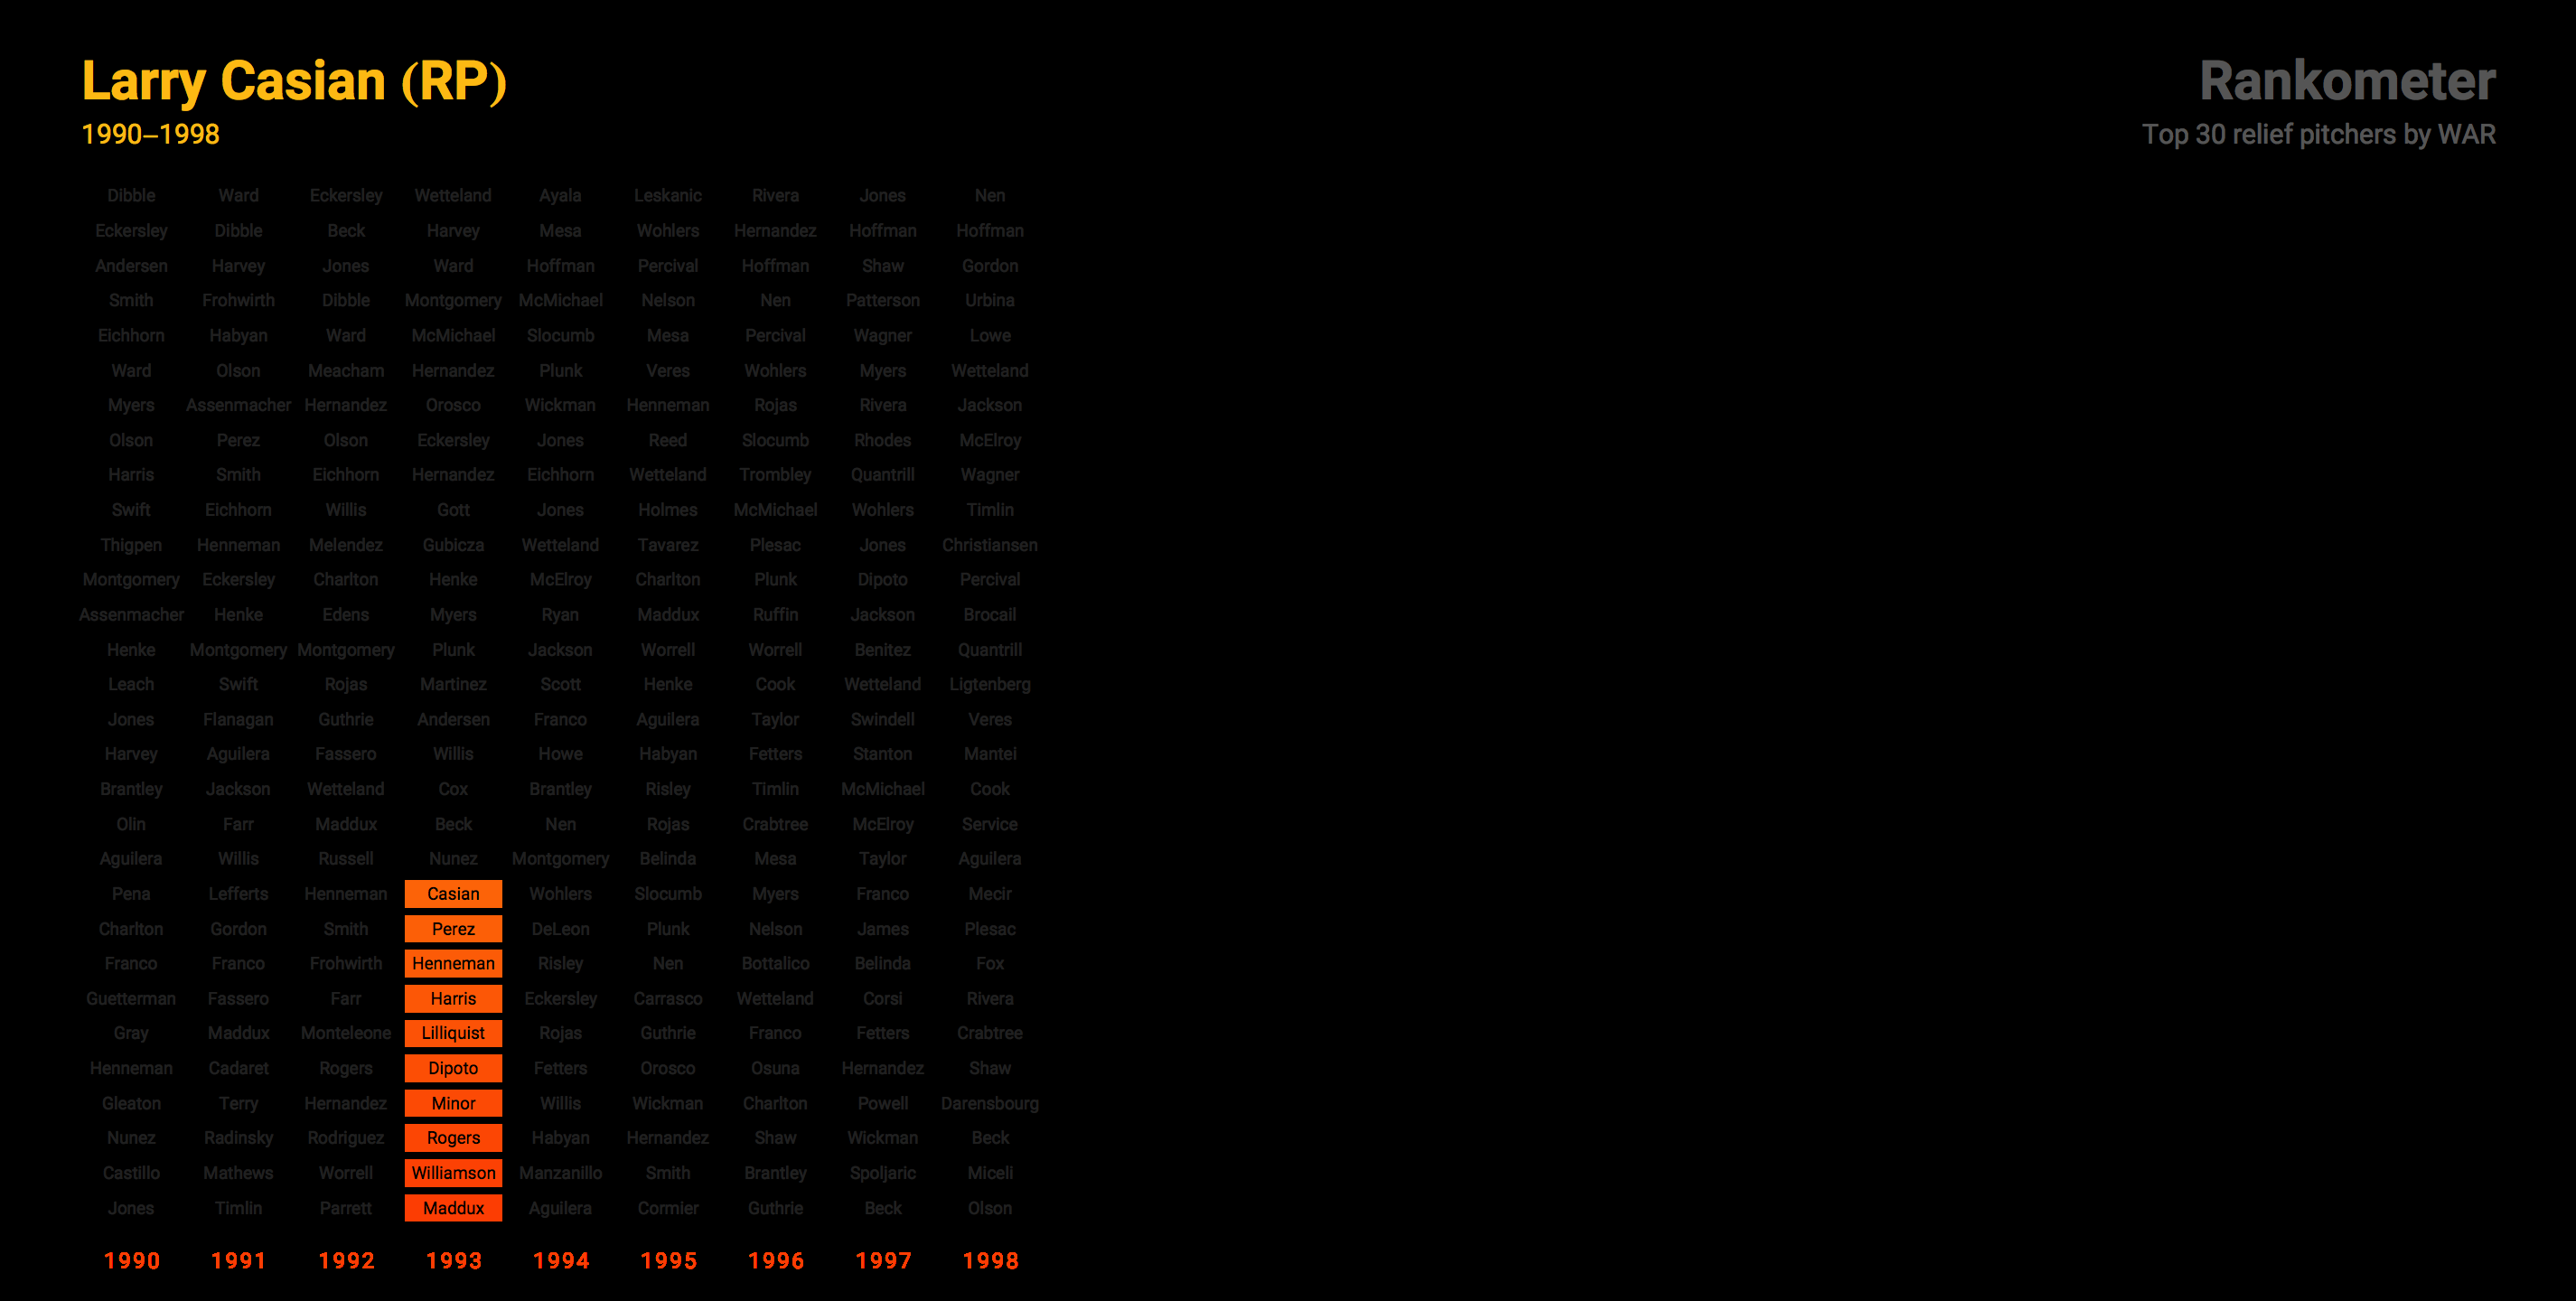 Larry Casian (RP)
1990–1998
Rankometer
Top 30 relief pitchers by WAR
Dibble Ward Eckersley Wetteland Ayala Leskanic Rivera Jones Nen
Eckersley Dibble Beck Harvey Mesa Wohlers Hernandez Hoffman Hoffman
Andersen Harvey Jones Ward Hoffman Percival Hoffman Shaw Gordon
Smith Frohwirth Dibble Montgomery McMichael Nelson Nen Patterson Urbina
Eichhorn Habyan Ward McMichael Slocumb Mesa Percival Wagner Lowe
Ward Olson Meacham Hernandez Plunk Veres Wohlers Myers Wetteland
Myers Assenmacher Hernandez Orosco Wickman Henneman Rojas Rivera Jackson
Olson Perez Olson Eckersley Jones Reed Slocumb Rhodes McElroy
Harris Smith Eichhorn Hernandez Eichhorn Wetteland Trombley Quantrill Wagner
Swift Eichhorn Willis Gott Jones Holmes McMichael Wohlers Timlin
Thigpen Henneman Melendez Gubicza Wetteland Tavarez Plesac Jones Christiansen
Montgomery Eckersley Charlton Henke McElroy Charlton Plunk Dipoto Percival
Assenmacher Henke Edens Myers Ryan Maddux Ruffin Jackson Brocail
Henke Montgomery Montgomery Plunk Jackson Worrell Worrell Benitez Quantrill
Leach Swift Rojas Martinez Scott Henke Cook Wetteland Ligtenberg
Jones Flanagan Guthrie Andersen Franco Aguilera Taylor Swindell Veres
Harvey Aguilera Fassero Willis Howe Habyan Fetters Stanton Mantei
Brantley Jackson Wetteland Cox Brantley Risley Timlin McMichael Cook
Olin Farr Maddux Beck Nen Rojas Crabtree McElroy Service
Aguilera Willis Russell Nunez Montgomery Belinda Mesa Taylor Aguilera
Pena Lefferts Henneman Casian Wohlers Slocumb Myers Franco Mecir
Charlton Gordon Smith Perez DeLeon Plunk Nelson James Plesac
Franco Franco Frohwirth Henneman Risley Nen Bottalico Belinda Fox
Guetterman Fassero Farr Harris Eckersley Carrasco Wetteland Corsi Rivera
Gray Maddux Monteleone Lilliquist Rojas Guthrie Franco Fetters Crabtree
Henneman Cadaret Rogers Dipoto Fetters Orosco Osuna Hernandez Shaw
Gleaton Terry Hernandez Minor Willis Wickman Charlton Powell Darensbourg
Nunez Radinsky Rodriguez Rogers Habyan Hernandez Shaw Wickman Beck
Castillo Mathews Worrell Williamson Manzanillo Smith Brantley Spoljaric Miceli
Jones Timlin Parrett Maddux Aguilera Cormier Guthrie Beck Olson
1990 1991 1992 1993 1994 1995 1996 1997 1998